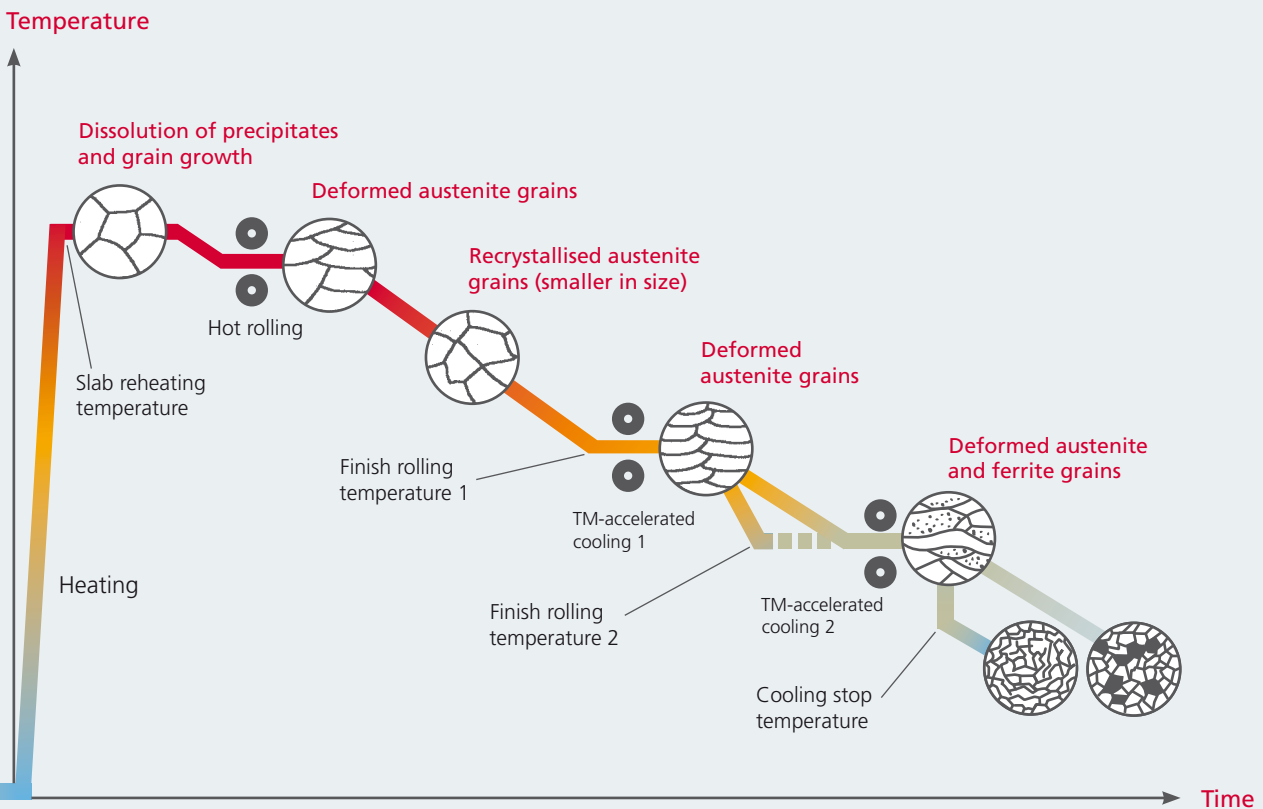 Temperature
Dissolution of precipitates
and grain growth
Deformed austenite grains
Recrystallised austenite
grains (smaller in size)
Hot rolling
Slab reheating
temperature
Deformed
austenite grains
Finish rolling
temperature 1
TM-accelerated
cooling 1
Deformed austenite
and ferrite grains
Heating
Finish rolling
temperature 2
TM-accelerated
cooling 2
Cooling stop
temperature
Time